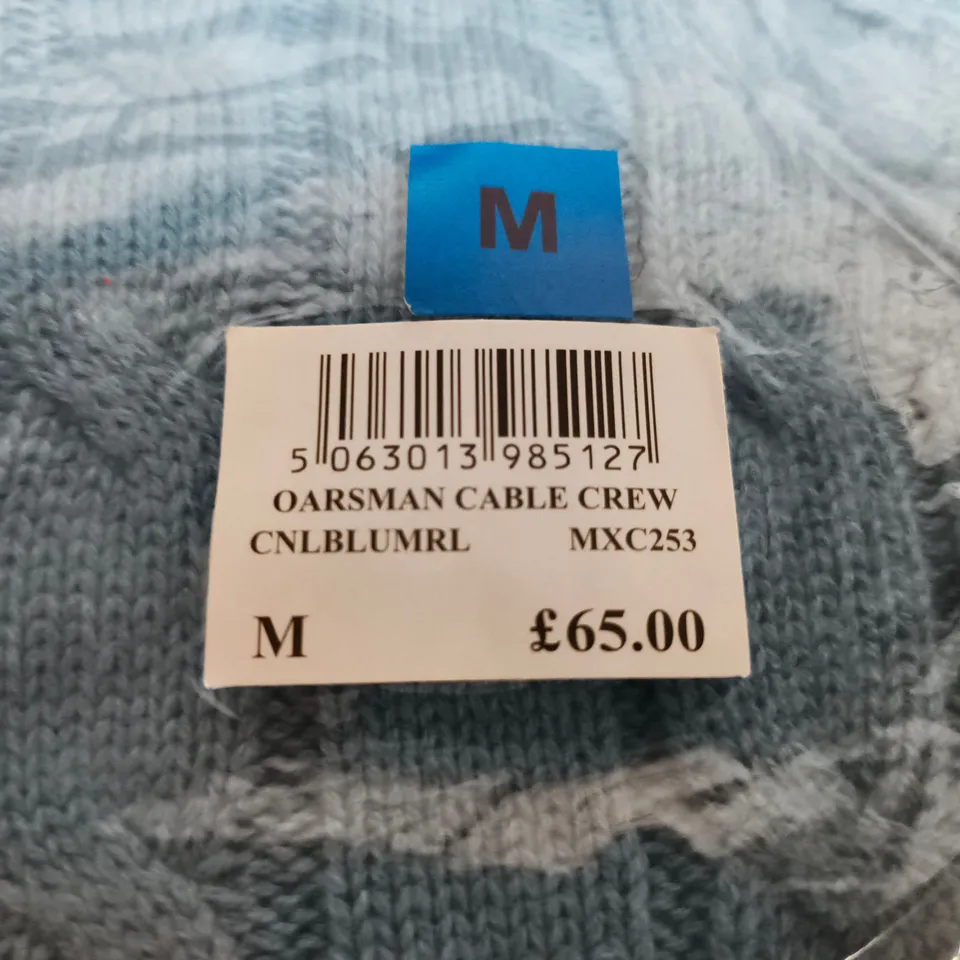 M
5 063013 985127
OARSMAN CABLE CREW
CNLBLUMRL MXC253
M £65.00